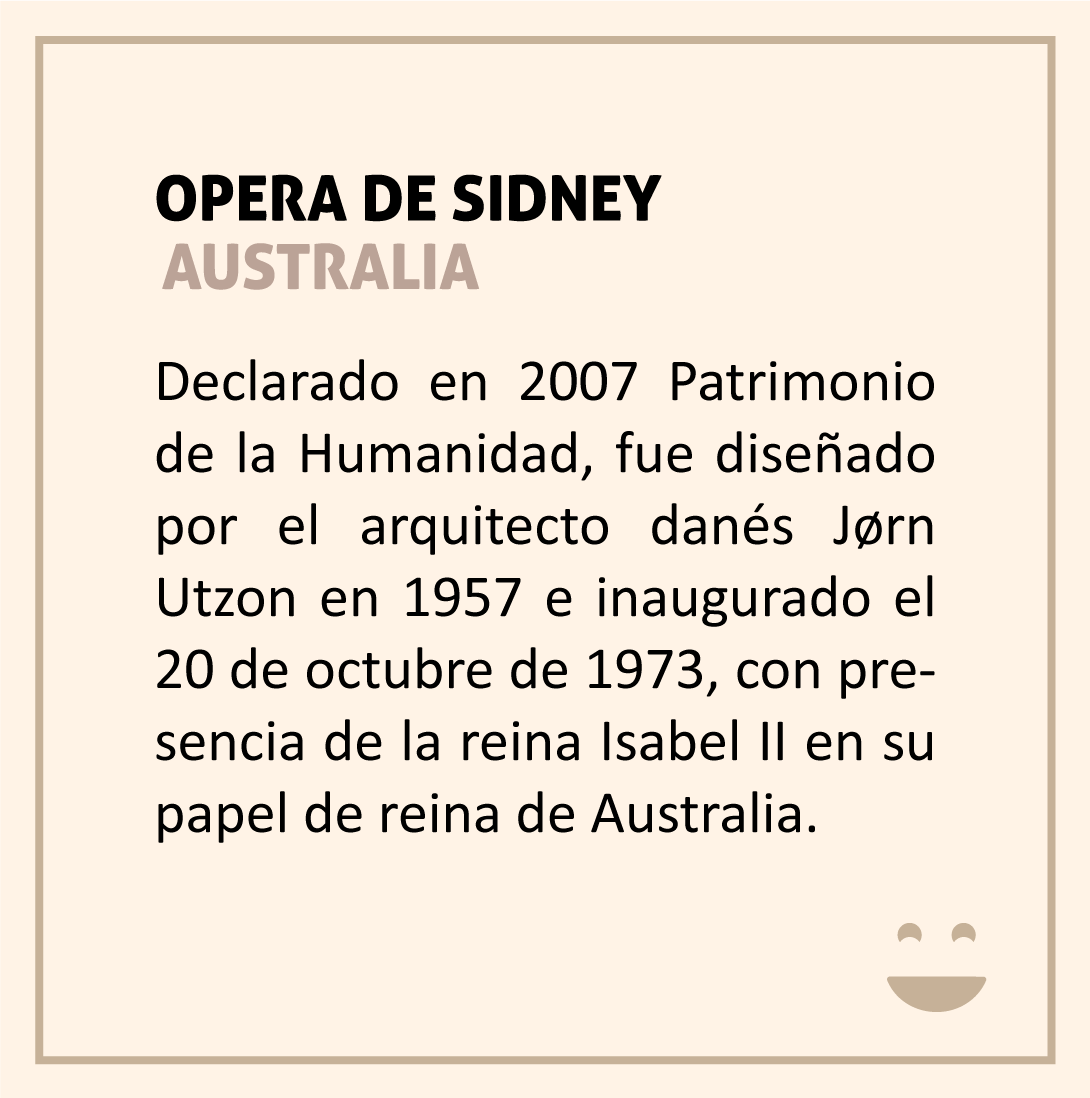 OPERA DE SIDNEY
AUSTRALIA
Declarado en 2007 Patrimonio
de la Humanidad, fue diseñado
por el arquitecto danés Jørn
Utzon en 1957 e inaugurado el
20 de octubre de 1973, con pre-
sencia de la reina Isabel II en su
papel de reina de Australia.